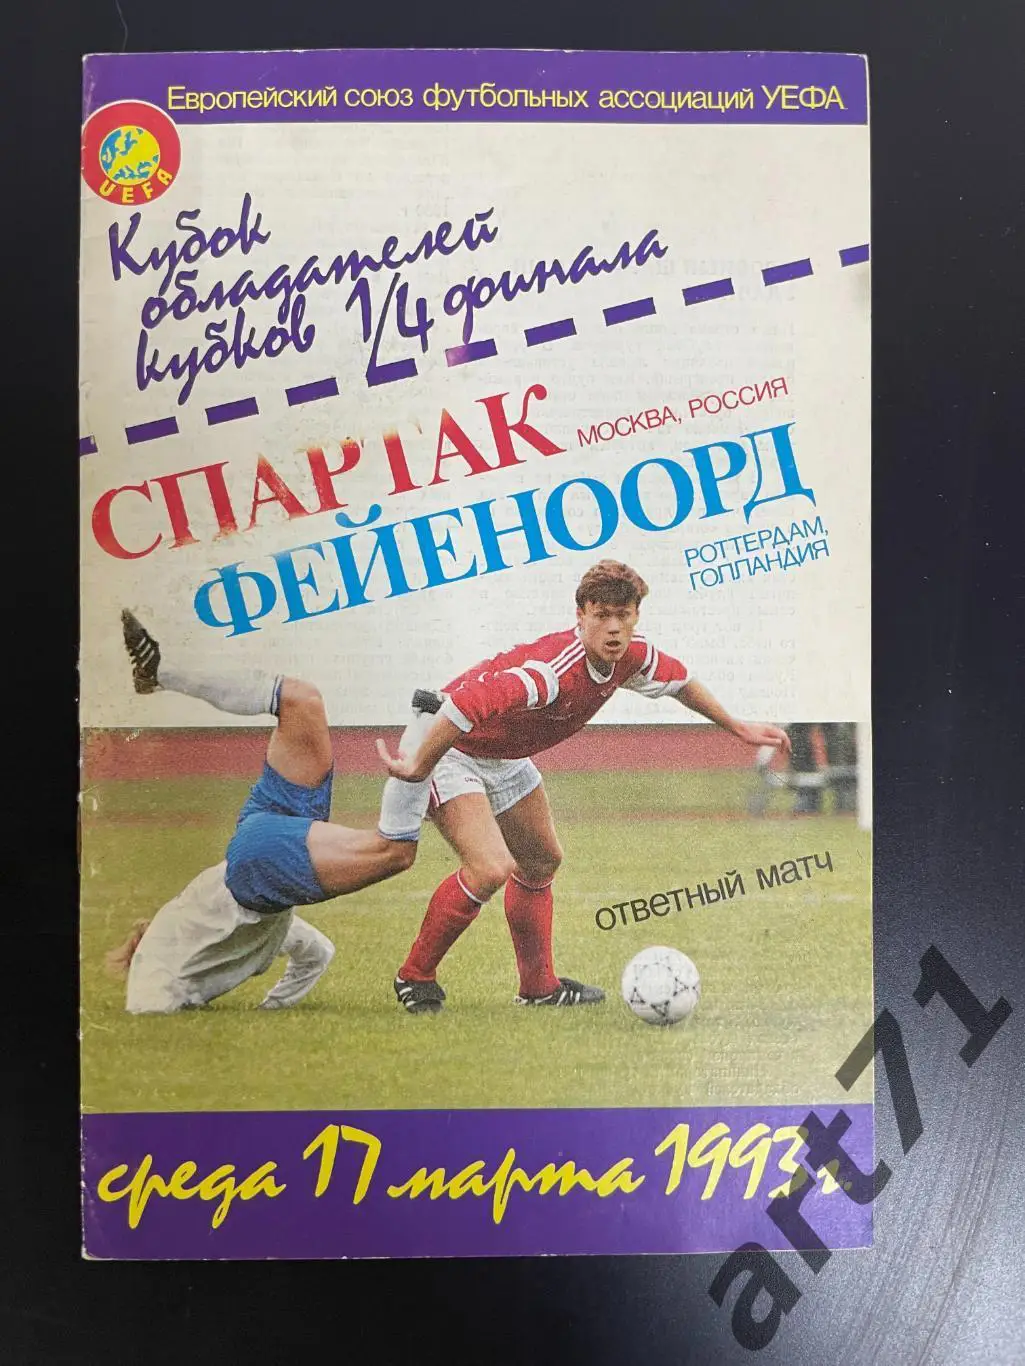 Европейский союз футбольных ассоциаций УЕФА
UEFA
Кубок
обладателей
кубков 1/4 финала
СПАРТАК
МОСКВА, РОССИЯ
ФЕЙЕНООРД
РОТТЕРДАМ,
ГОЛЛАНДИЯ
ответный матч
среда 17 марта 1993 г.
art71